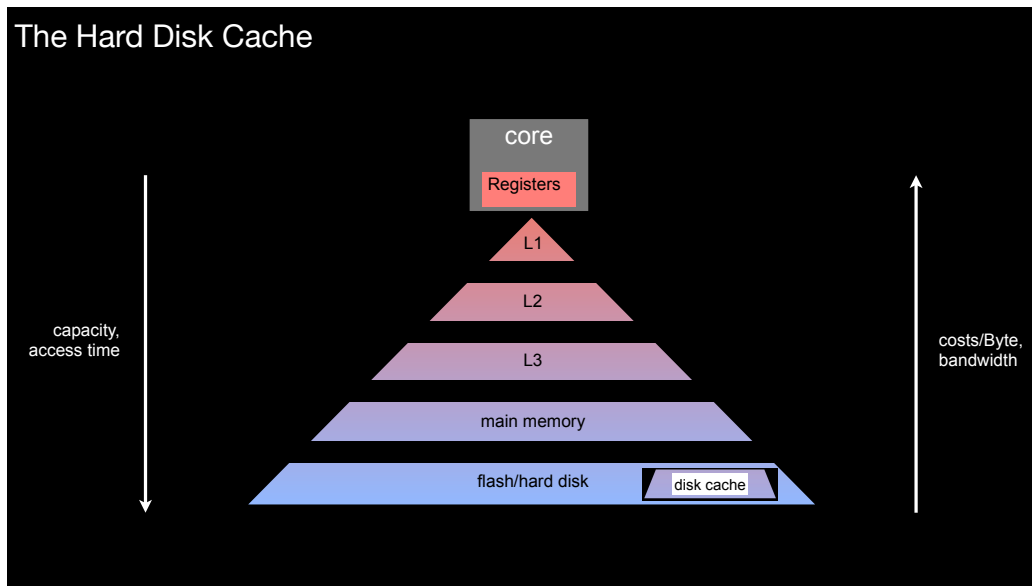 The Hard Disk Cache
core
Registers
L1
L2
L3
main memory
flash/hard disk
disk cache
capacity,
access time
costs/Byte,
bandwidth